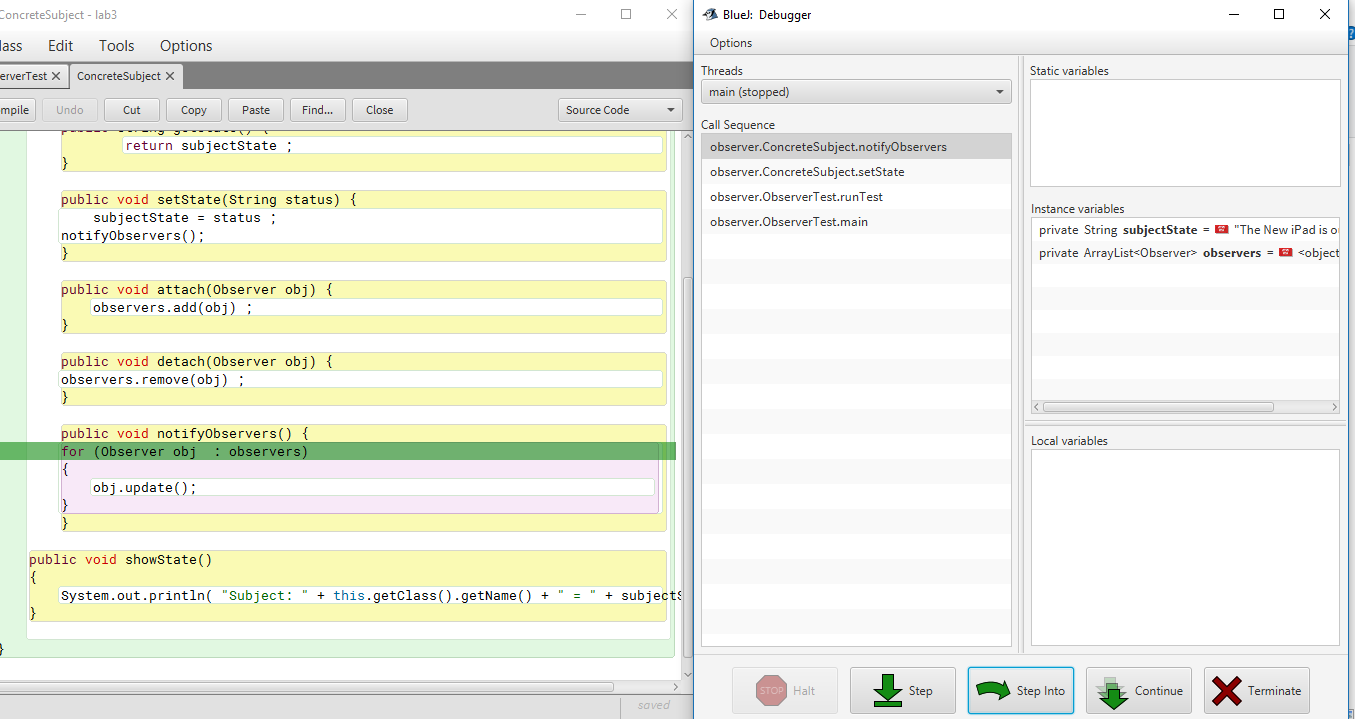 ConcreteSubject - lab3
lass Edit Tools Options
erverTest ✕ ConcreteSubject ✕
mpile Undo Cut Copy Paste Find... Close Source Code
public String getState() {
return subjectState ;
}
public void setState(String status) {
subjectState = status ;
notifyObservers();
}
public void attach(Observer obj) {
observers.add(obj) ;
}
public void detach(Observer obj) {
observers.remove(obj) ;
}
public void notifyObservers() {
for (Observer obj  : observers)
{
obj.update();
}
}
public void showState()
{
System.out.println( "Subject: " + this.getClass().getName() + " = " + subjectS
}
}
saved
BlueJ: Debugger
Options
Threads
main (stopped)
Call Sequence
observer.ConcreteSubject.notifyObservers
observer.ConcreteSubject.setState
observer.ObserverTest.runTest
observer.ObserverTest.main
Static variables
Instance variables
private String subjectState = "The New iPad is o
private ArrayList<Observer> observers = <object
Local variables
STOP Halt
Step
Step Into
Continue
Terminate